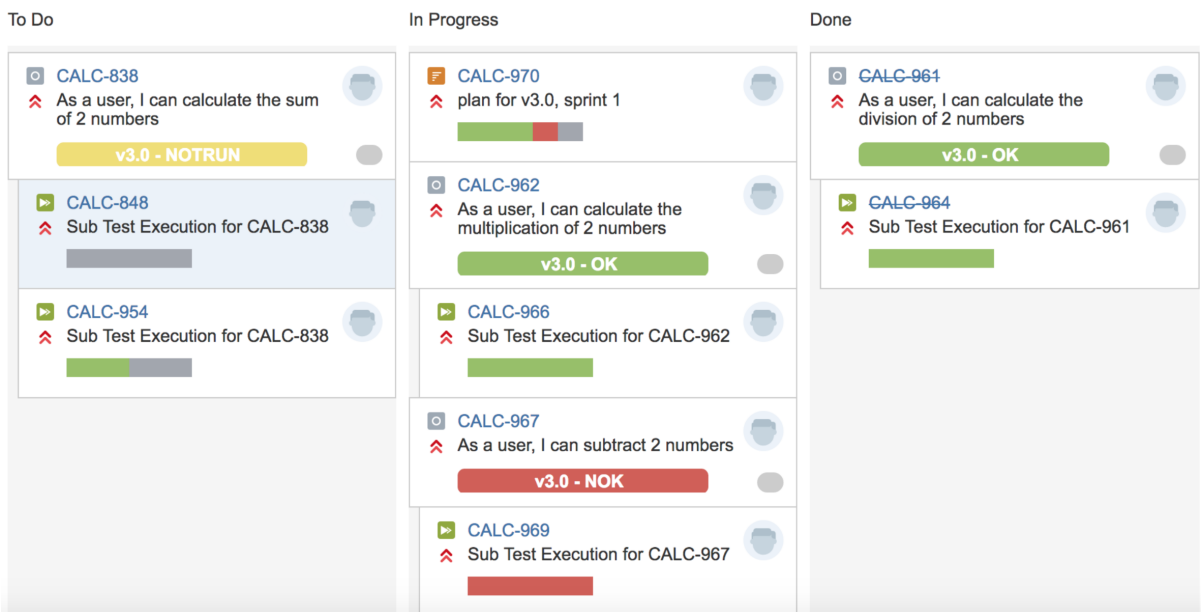 To Do
CALC-838
As a user, I can calculate the sum
of 2 numbers
v3.0 - NOTRUN
CALC-848
Sub Test Execution for CALC-838
CALC-954
Sub Test Execution for CALC-838
In Progress
CALC-970
plan for v3.0, sprint 1
CALC-962
As a user, I can calculate the
multiplication of 2 numbers
v3.0 - OK
CALC-966
Sub Test Execution for CALC-962
CALC-967
As a user, I can subtract 2 numbers
v3.0 - NOK
CALC-969
Sub Test Execution for CALC-967
Done
CALC-961
As a user, I can calculate the
division of 2 numbers
v3.0 - OK
CALC-964
Sub Test Execution for CALC-961